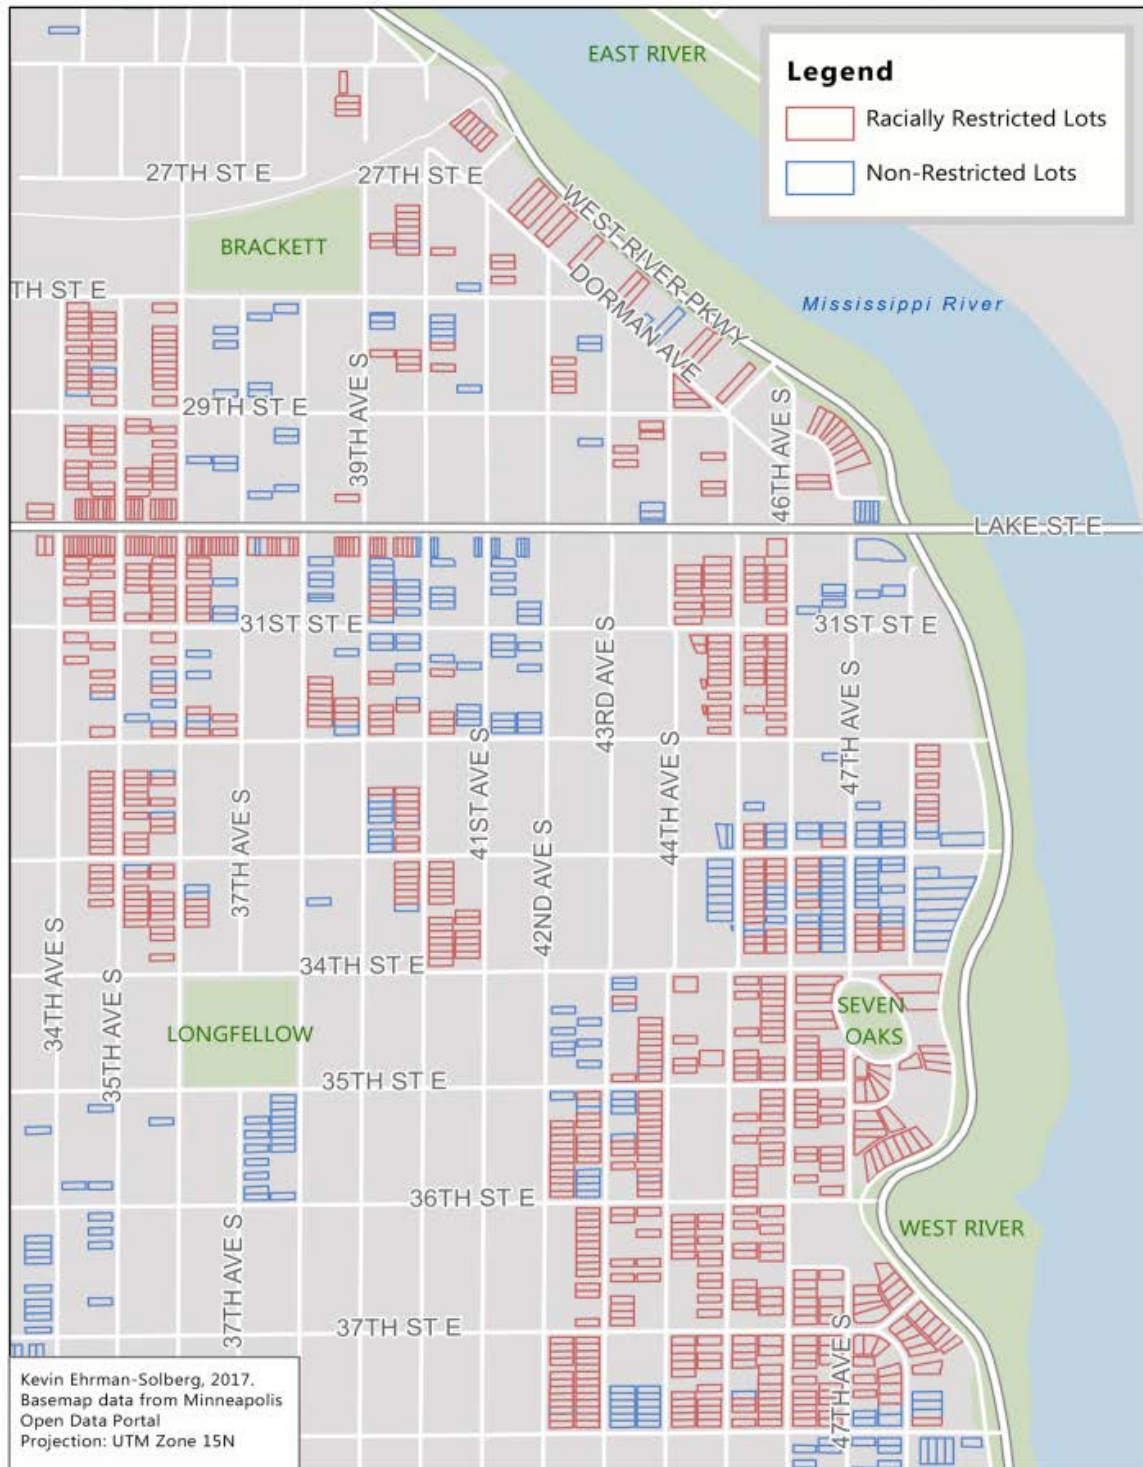 EAST RIVER
Legend
Racially Restricted Lots
Non-Restricted Lots
27TH ST E
27TH ST E
WEST RIVER PKWY
BRACKETT
DORMAN AVE
TH ST E
Mississippi River
39TH AVE S
29TH ST E
46TH AVE S
LAKE ST E
31ST ST E
31ST ST E
43RD AVE S
47TH AVE S
41ST AVE S
44TH AVE S
37TH AVE S
42ND AVE S
34TH AVE S
34TH ST E
35TH AVE S
SEVEN
OAKS
LONGFELLOW
35TH ST E
36TH ST E
37TH AVE S
WEST RIVER
37TH ST E
47TH AVE S
Kevin Ehrman-Solberg, 2017.
Basemap data from Minneapolis
Open Data Portal
Projection: UTM Zone 15N